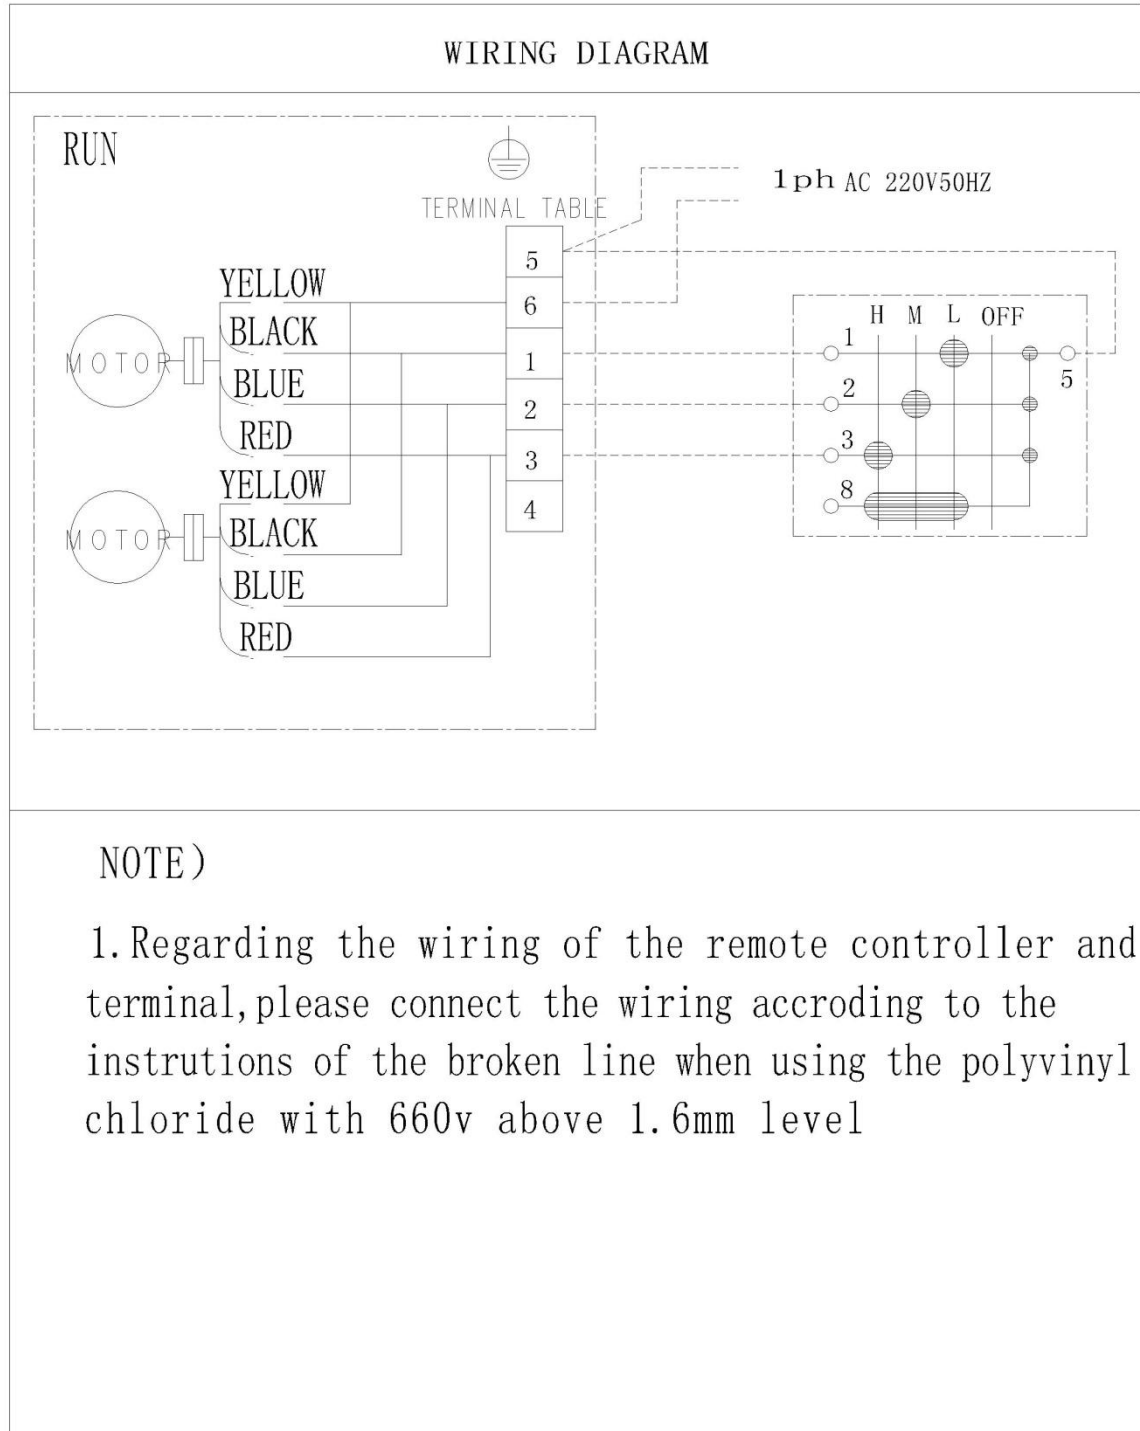 WIRING DIAGRAM
RUN
TERMINAL TABLE
1ph AC 220V50HZ
5
6
1
2
3
4
YELLOW
BLACK
BLUE
RED
MOTOR
YELLOW
BLACK
BLUE
RED
MOTOR
H M L OFF
1
2
3
8
5
NOTE)
1.Regarding the wiring of the remote controller and
terminal,please connect the wiring accroding to the
instrutions of the broken line when using the polyvinyl
chloride with 660v above 1.6mm level